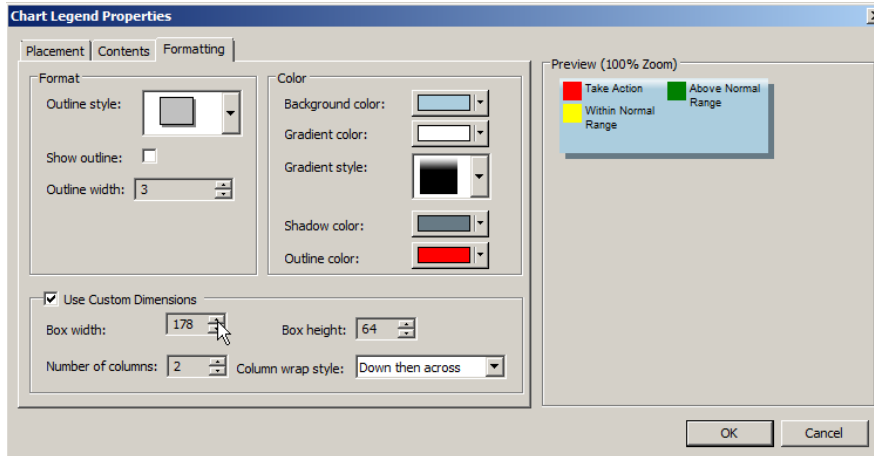 Chart Legend Properties
Placement Contents Formatting
Format
Outline style:
Show outline:
Outline width: 3
Color
Background color:
Gradient color:
Gradient style:
Shadow color:
Outline color:
Use Custom Dimensions
Box width: 178 Box height: 64
Number of columns: 2 Column wrap style: Down then across
Preview (100% Zoom)
Take Action
Within Normal
Range
Above Normal
Range
OK Cancel